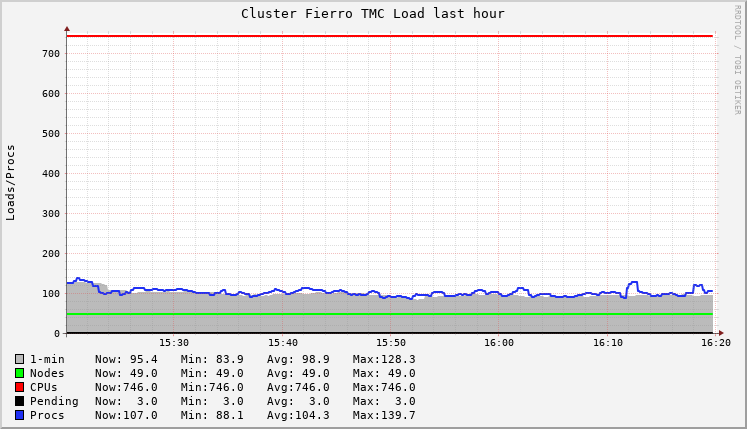 Cluster Fierro TMC Load last hour
RRDTOOL / TOBI OETIKER
Loads/Procs
700
600
500
400
300
200
100
0
15:30 15:40 15:50 16:00 16:10 16:20
1-min Now: 95.4 Min: 83.9 Avg: 98.9 Max:128.3
Nodes Now: 49.0 Min: 49.0 Avg: 49.0 Max: 49.0
CPUs Now:746.0 Min:746.0 Avg:746.0 Max:746.0
Pending Now: 3.0 Min: 3.0 Avg: 3.0 Max: 3.0
Procs Now:107.0 Min: 88.1 Avg:104.3 Max:139.7